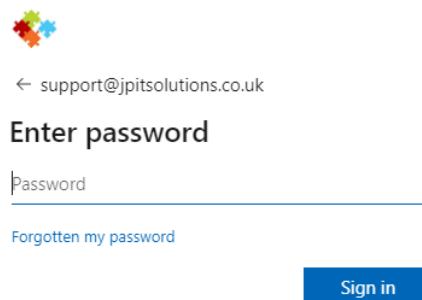 ← support@jpitsolutions.co.uk
Enter password
Password
Forgotten my password
Sign in